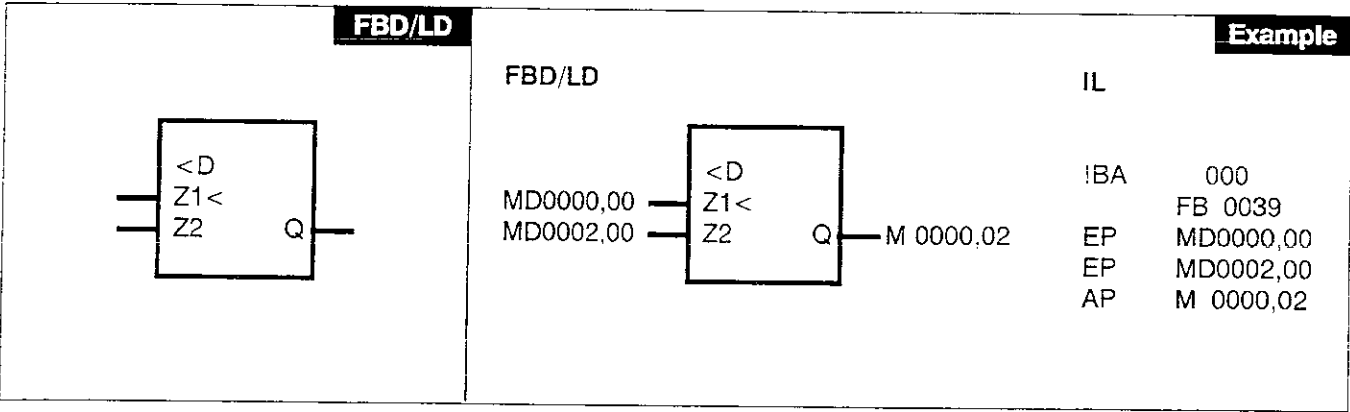 FBD/LD
<D
Z1<
Z2 Q
Example
FBD/LD
<D
MD0000,00 Z1<
MD0002,00 Z2 Q M 0000,02
IL
!BA 000
FB 0039
EP MD0000,00
EP MD0002,00
AP M 0000,02